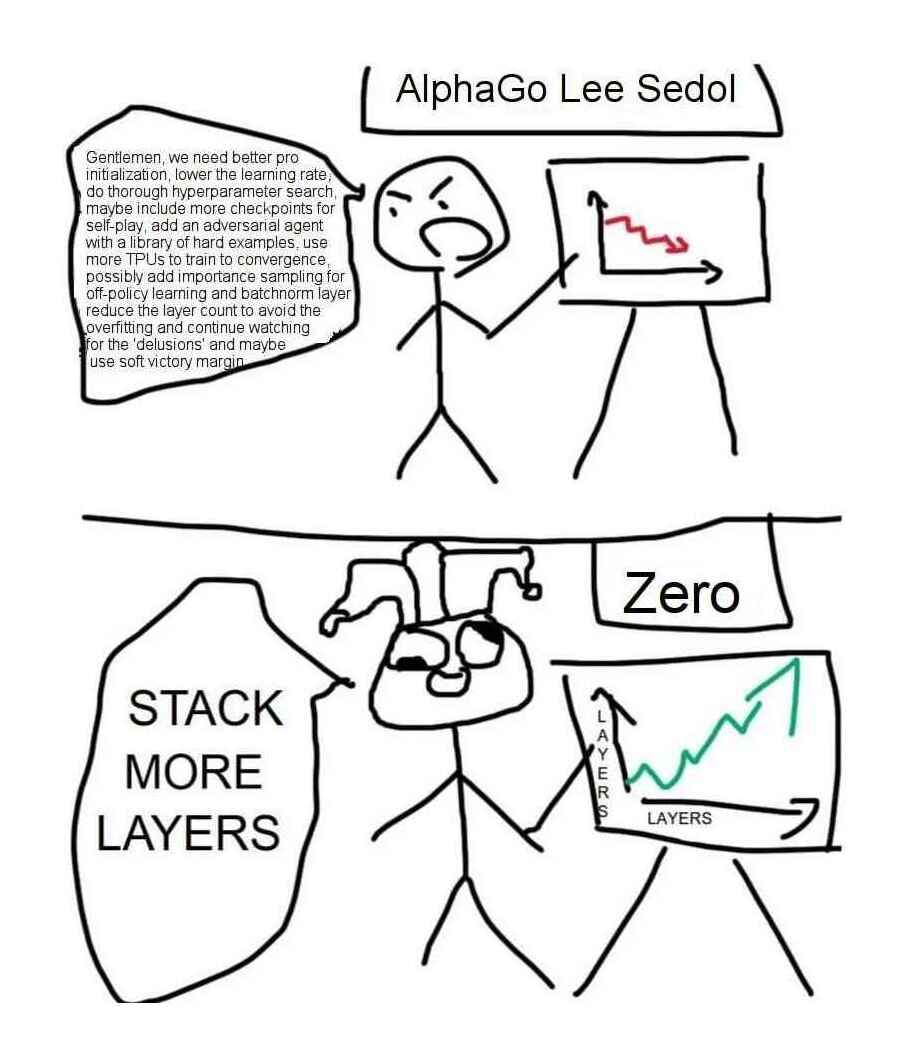 AlphaGo Lee Sedol
Gentlemen, we need better pro
initialization, lower the learning rate,
do thorough hyperparameter search,
maybe include more checkpoints for
self-play, add an adversarial agent
with a library of hard examples, use
more TPUs to train to convergence,
possibly add importance sampling for
off-policy learning and batchnorm layer
reduce the layer count to avoid the
overfitting and continue watching
for the 'delusions' and maybe
use soft victory margin
Zero
STACK
MORE
LAYERS
LAYERS
LAYERS